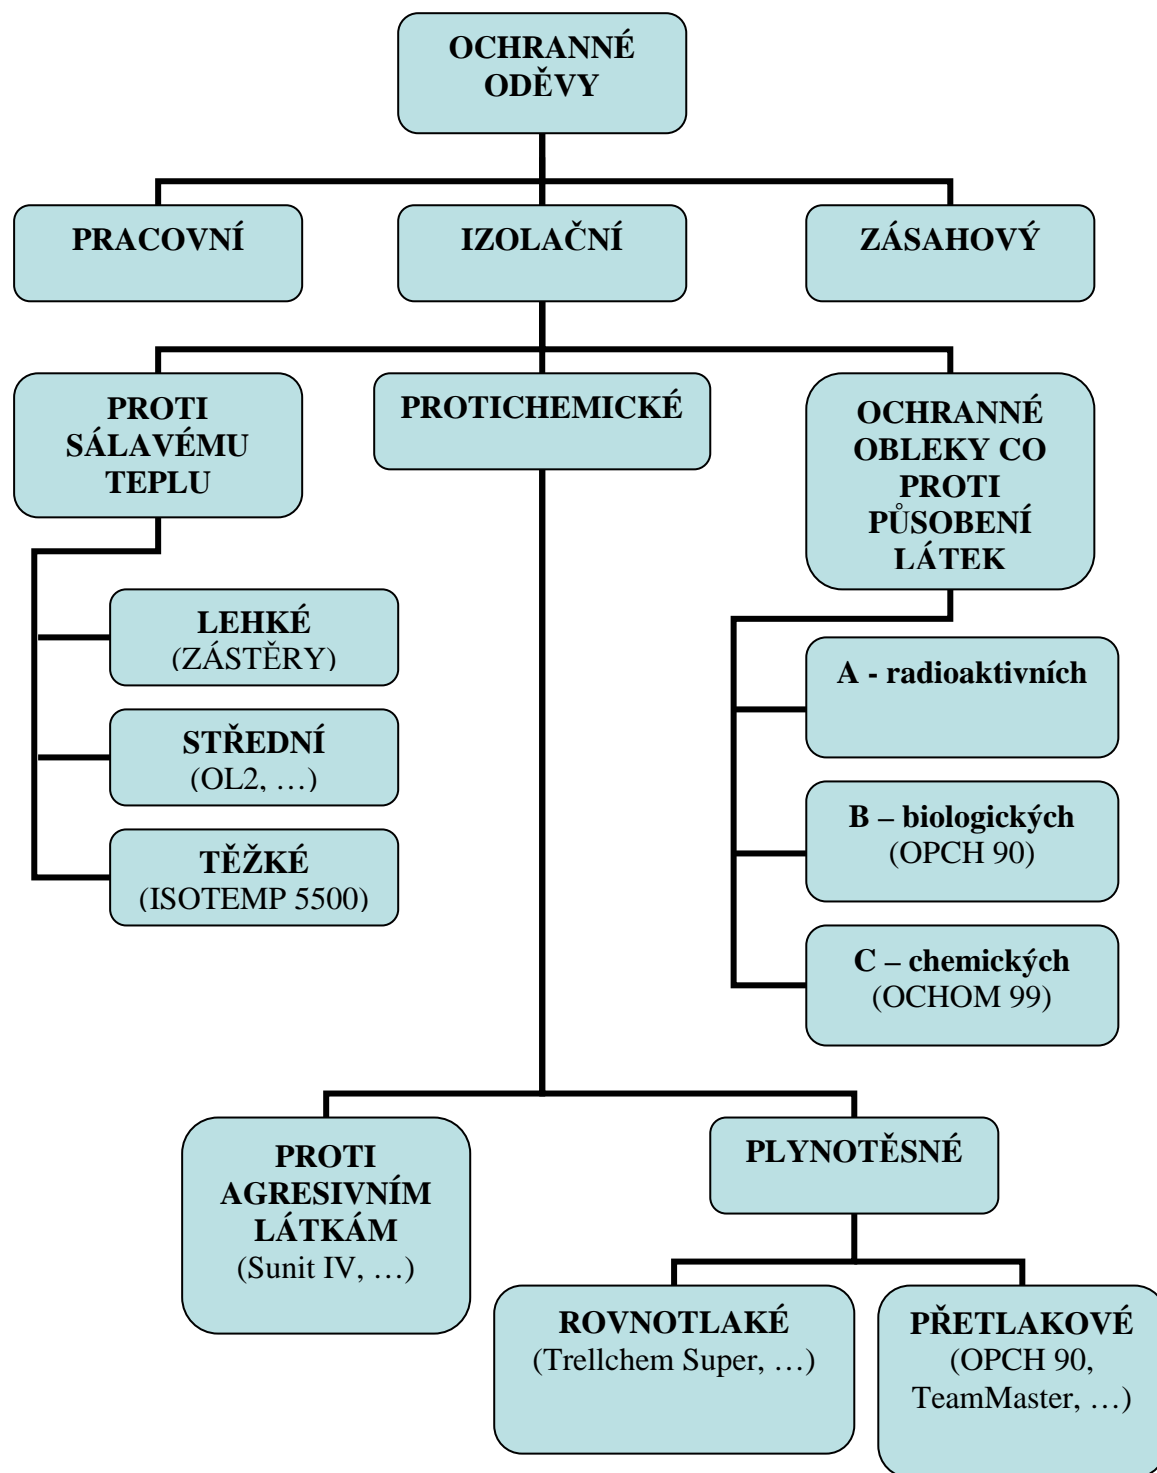 OCHRANNÉ
ODĚVY
PRACOVNÍ
IZOLAČNÍ
ZÁSAHOVÝ
PROTI
SÁLAVÉMU
TEPLU
PROTICHEMICKÉ
OCHRANNÉ
OBLEKY CO
PROTI
PŮSOBENÍ
LÁTEK
LEHKÉ
(ZÁSTĚRY)
STŘEDNÍ
(OL2, …)
TĚŽKÉ
(ISOTEMP 5500)
A - radioaktivních
B – biologických
(OPCH 90)
C – chemických
(OCHOM 99)
PROTI
AGRESIVNÍM
LÁTKÁM
(Sunit IV, …)
PLYNOTĚSNÉ
ROVNOTLAKÉ
(Trellchem Super, …)
PŘETLAKOVÉ
(OPCH 90,
TeamMaster, …)